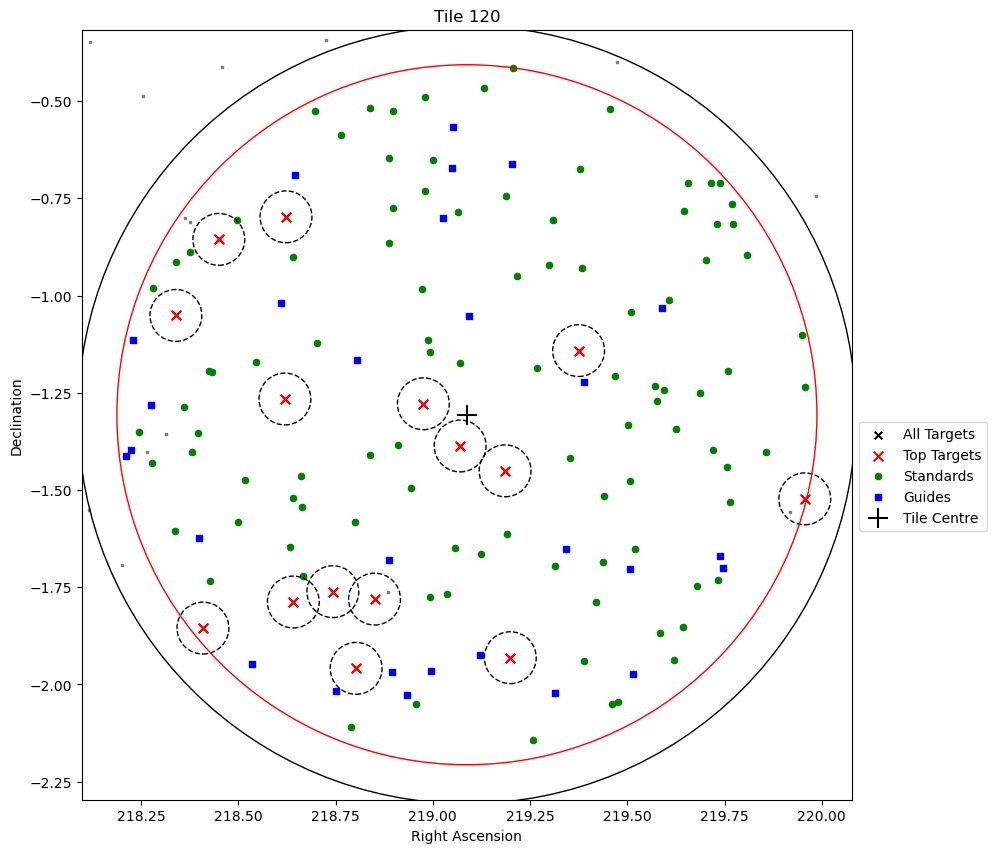 Tile 120
−0.50
−0.75
−1.00
−1.25
−1.50
−1.75
−2.00
−2.25
Declination
218.25 218.50 218.75 219.00 219.25 219.50 219.75 220.00
Right Ascension
All Targets
Top Targets
Standards
Guides
Tile Centre